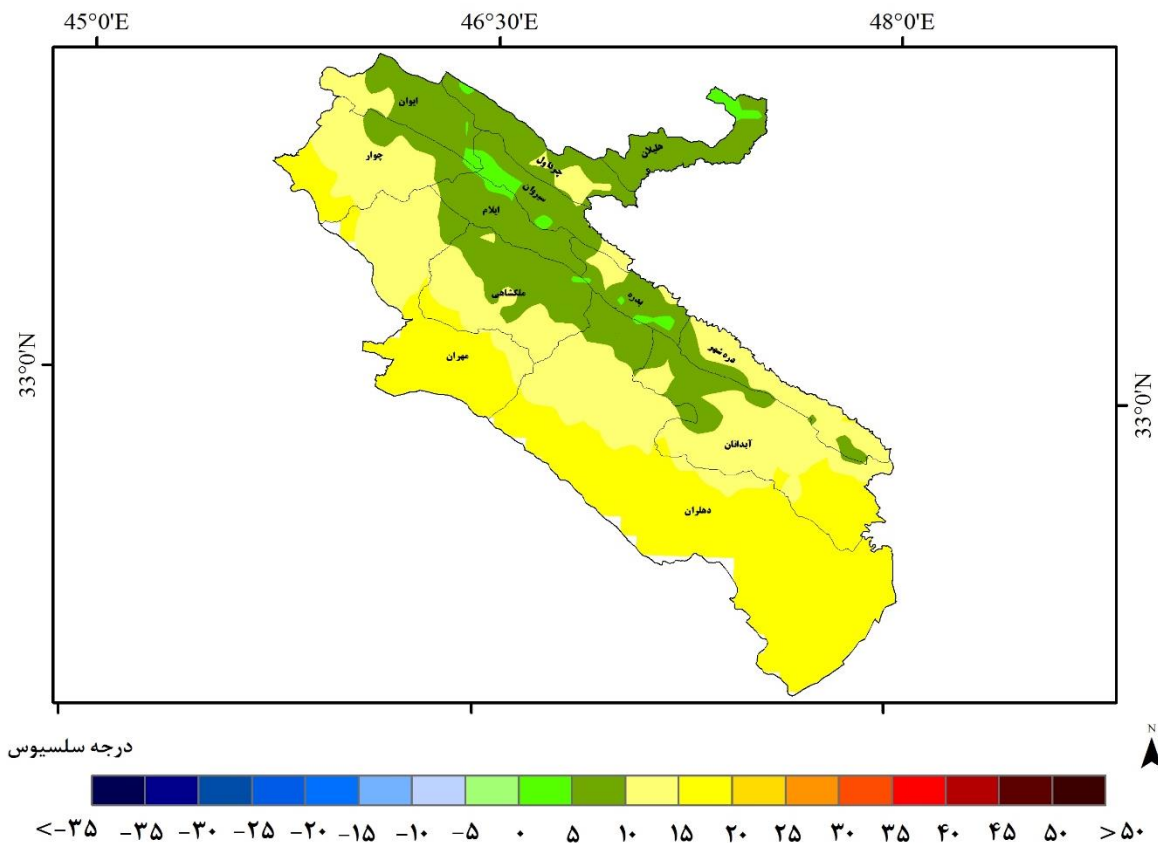 45°0'E 46°30'E 48°0'E
ایوان
هلیلان
چوار
چرداول
سیروان
ایلام
ملکشاهی
بدره
33°0'N
مهران
دره شهر
33°0'N
آبدانان
دهلران
درجه سلسیوس
N
<-۳۵ -۳۵ -۳۰ -۲۵ -۲۰ -۱۵ -۱۰ -۵ ۰ ۵ ۱۰ ۱۵ ۲۰ ۲۵ ۳۰ ۳۵ ۴۰ ۴۵ ۵۰ >۵۰